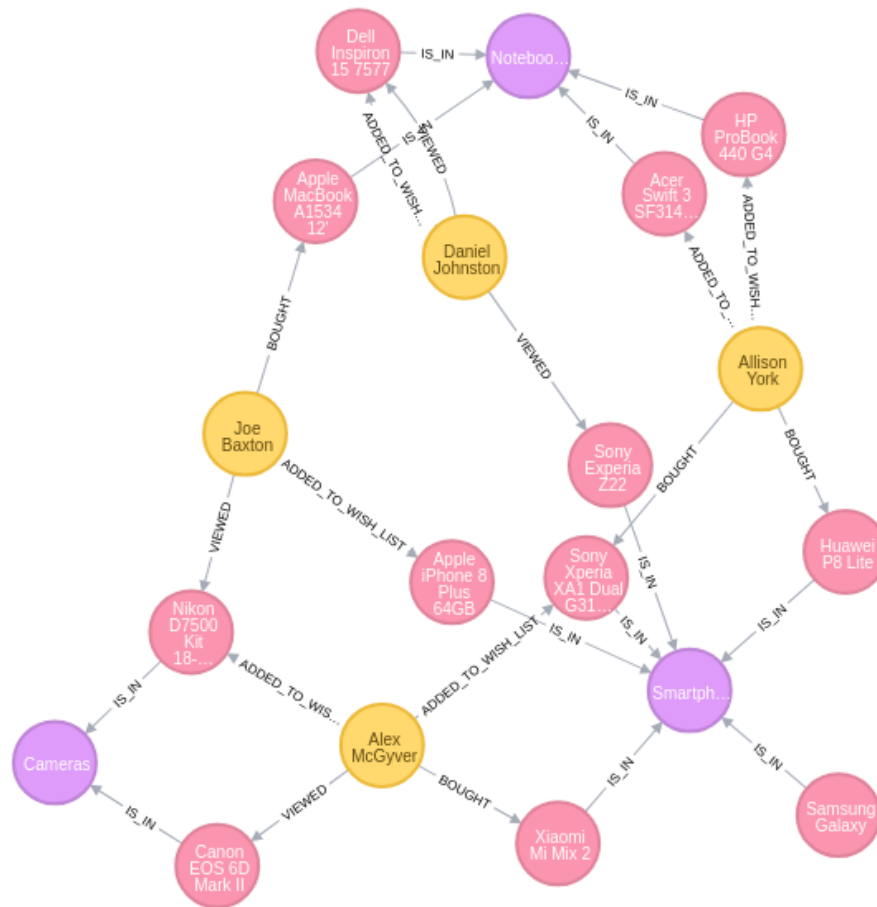 Dell
Inspiron
15 7577
IS_IN
Noteboo...
IS_IN
HP
ProBook
440 G4
ADDED_TO_WISH...
VIEWED
IS_IN
Apple
MacBook
A1534
12'
Acer
Swift 3
SF314...
Daniel
Johnston
ADDED_TO_...
ADDED_TO_WISH...
BOUGHT
VIEWED
Allison
York
Joe
Baxton
Sony
Experia
Z22
BOUGHT
BOUGHT
ADDED_TO_WISH_LIST
VIEWED
Apple
iPhone 8
Plus
64GB
Sony
Xperia
XA1 Dual
G31...
IS_IN
Huawei
P8 Lite
Nikon
D7500
Kit
18-...
IS_IN
IS_IN
IS_IN
ADDED_TO_WISH_LIST
ADDED_TO_WIS...
IS_IN
Smartph...
Cameras
Alex
McGyver
IS_IN
IS_IN
BOUGHT
VIEWED
IS_IN
Samsung
Galaxy
Canon
EOS 6D
Mark II
Xiaomi
Mi Mix 2